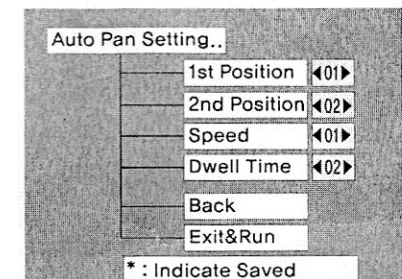 Auto Pan Setting..
1st Position ◀01▶
2nd Position ◀02▶
Speed ◀01▶
Dwell Time ◀02▶
Back
Exit&Run
* : Indicate Saved